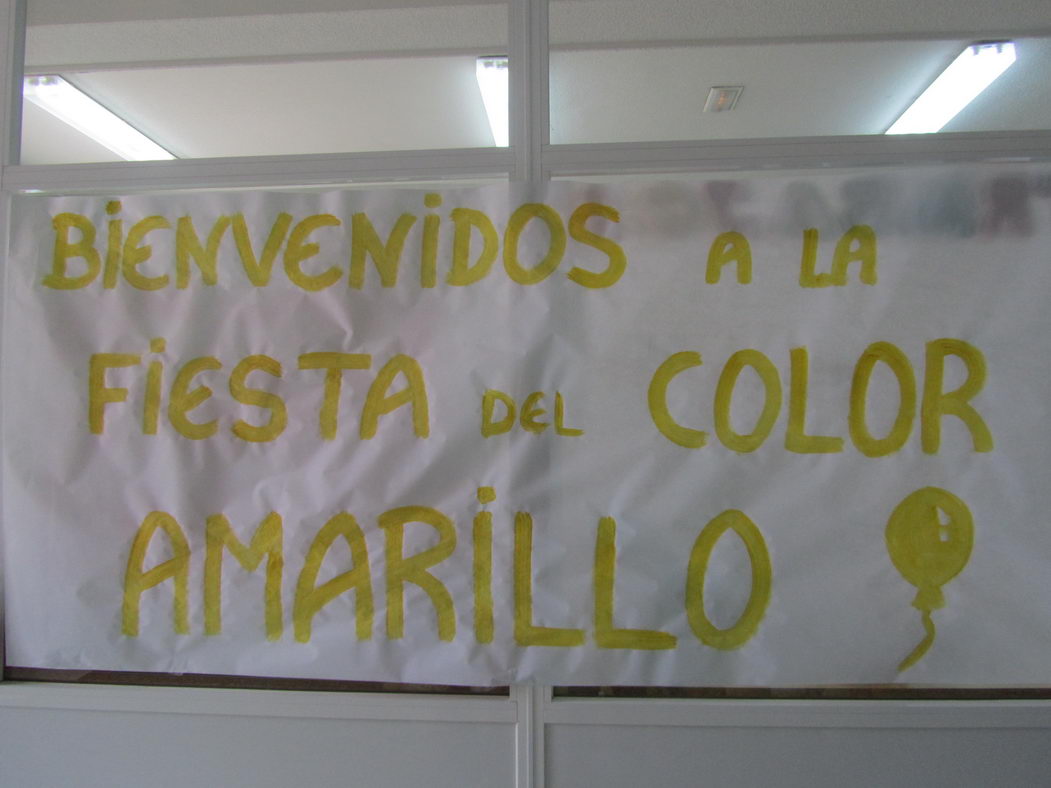 BiENVENiDOS A LA
FiESTA DEL COLOR
AMARiLLO